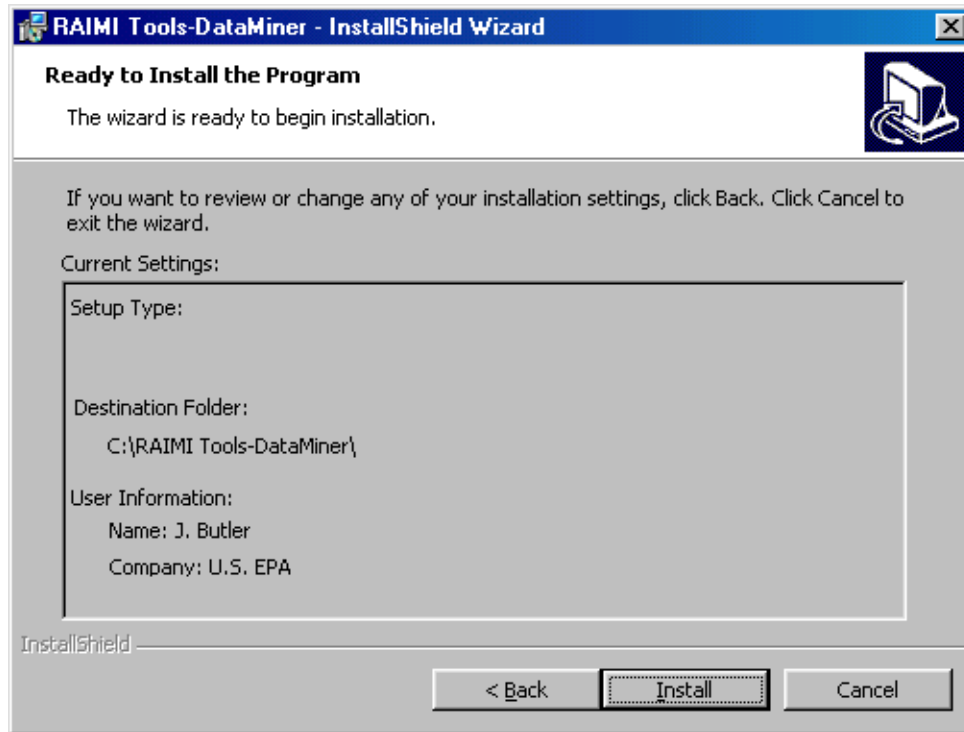 RAIMI Tools-DataMiner - InstallShield Wizard
Ready to Install the Program
The wizard is ready to begin installation.
If you want to review or change any of your installation settings, click Back. Click Cancel to
exit the wizard.
Current Settings:
Setup Type:
Destination Folder:
C:\RAIMI Tools-DataMiner\
User Information:
Name: J. Butler
Company: U.S. EPA
InstallShield
< Back
Install
Cancel